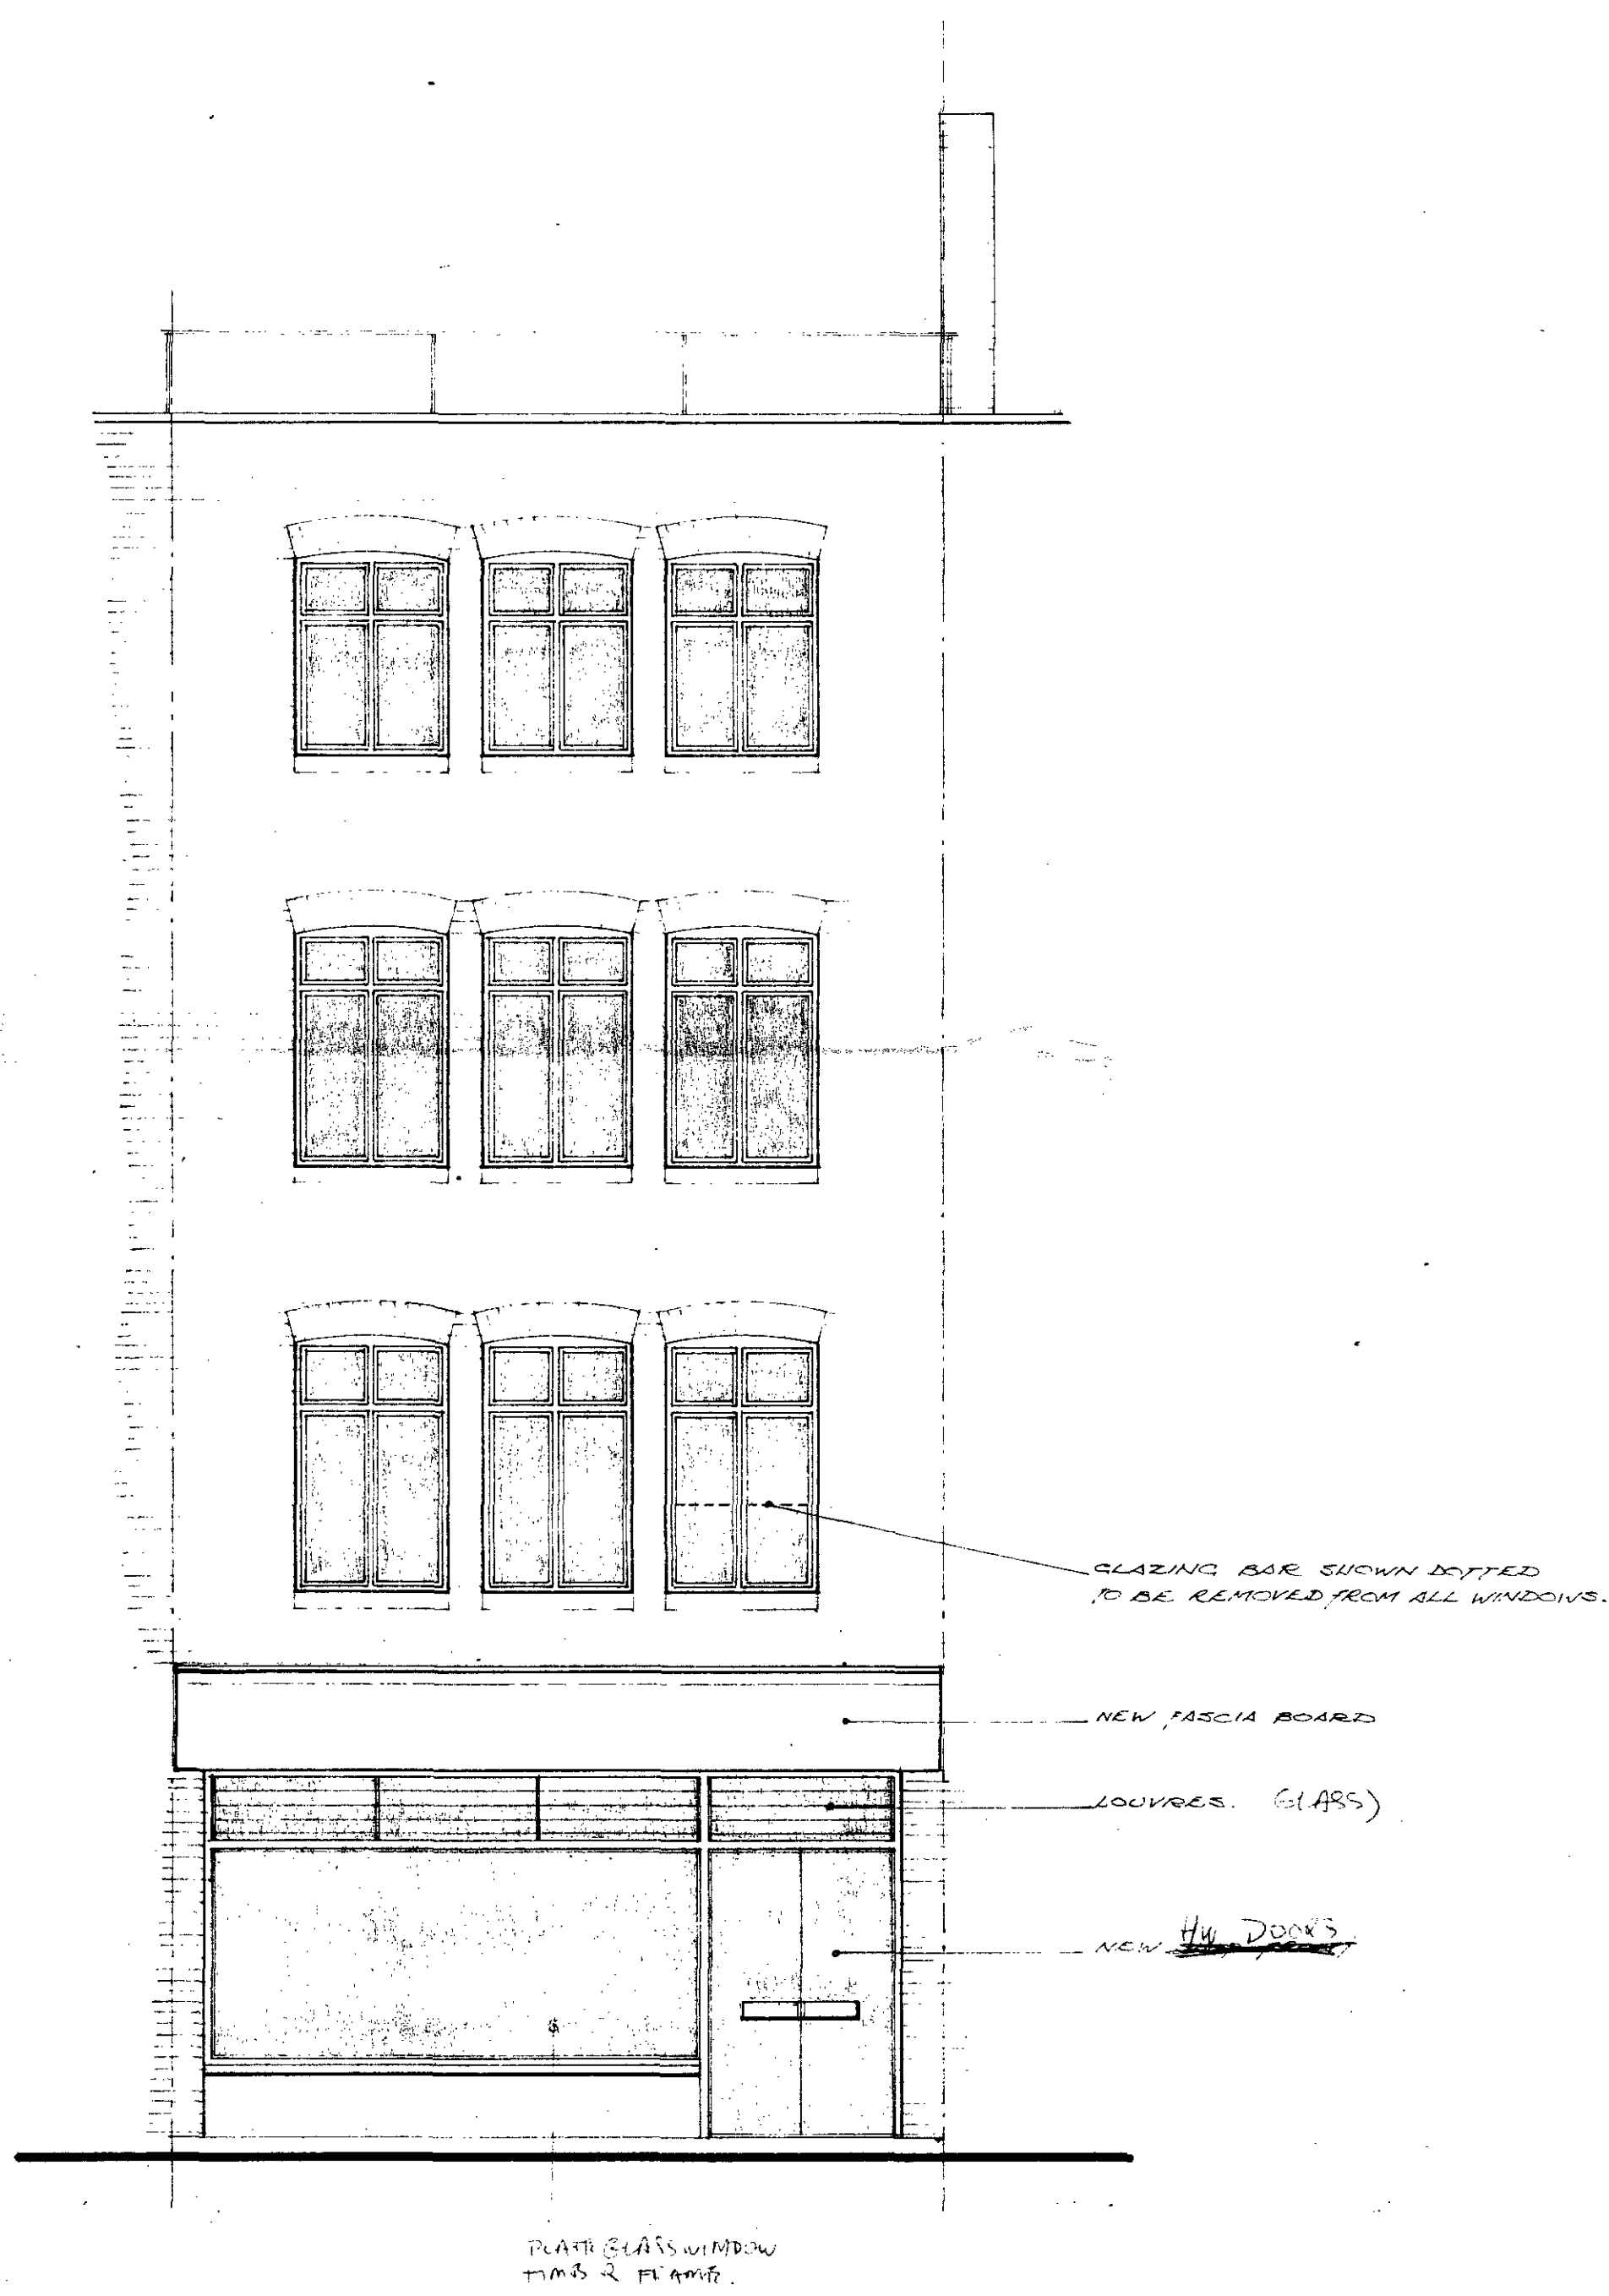 GLAZING BAR SHOWN DOTTED
TO BE REMOVED FROM ALL WINDOWS.
NEW FASCIA BOARD
LOUVRES. (GLASS)
NEW HW DOORS
PLATE GLASS WINDOW
TIMBER FRAME.